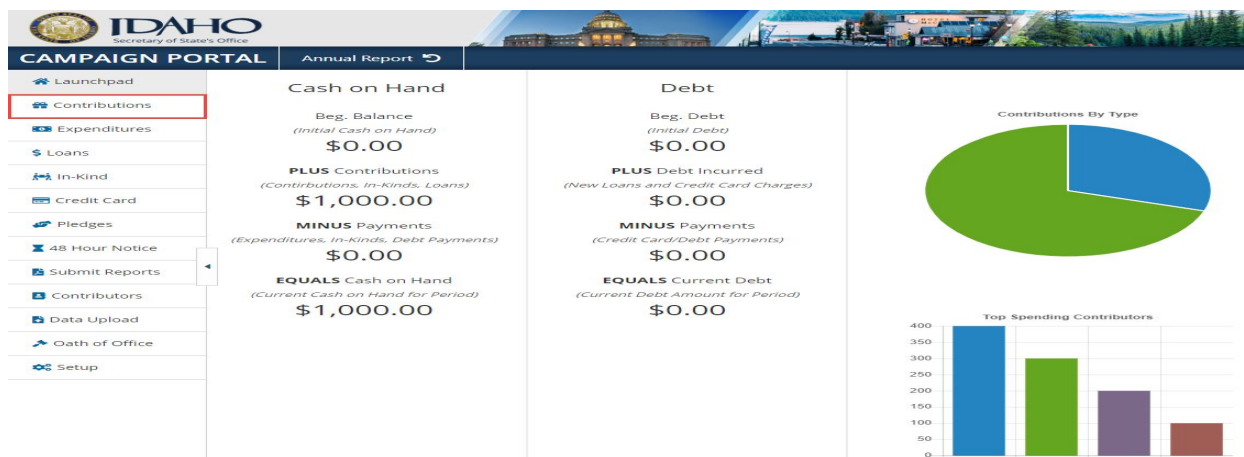 IDAHO
Secretary of State's Office
CAMPAIGN PORTAL
Annual Report
Launchpad
Contributions
Expenditures
$ Loans
In-Kind
Credit Card
Pledges
48 Hour Notice
Submit Reports
Contributors
Data Upload
Oath of Office
Setup
Cash on Hand
Beg. Balance
(Initial Cash on Hand)
$0.00
PLUS Contributions
(Contirbutions, In-Kinds, Loans)
$1,000.00
MINUS Payments
(Expenditures, In-Kinds, Debt Payments)
$0.00
EQUALS Cash on Hand
(Current Cash on Hand for Period)
$1,000.00
Debt
Beg. Debt
(Initial Debt)
$0.00
PLUS Debt Incurred
(New Loans and Credit Card Charges)
$0.00
MINUS Payments
(Credit Card/Debt Payments)
$0.00
EQUALS Current Debt
(Current Debt Amount for Period)
$0.00
Contributions By Type
Top Spending Contributors
400
350
300
250
200
150
100
50
0